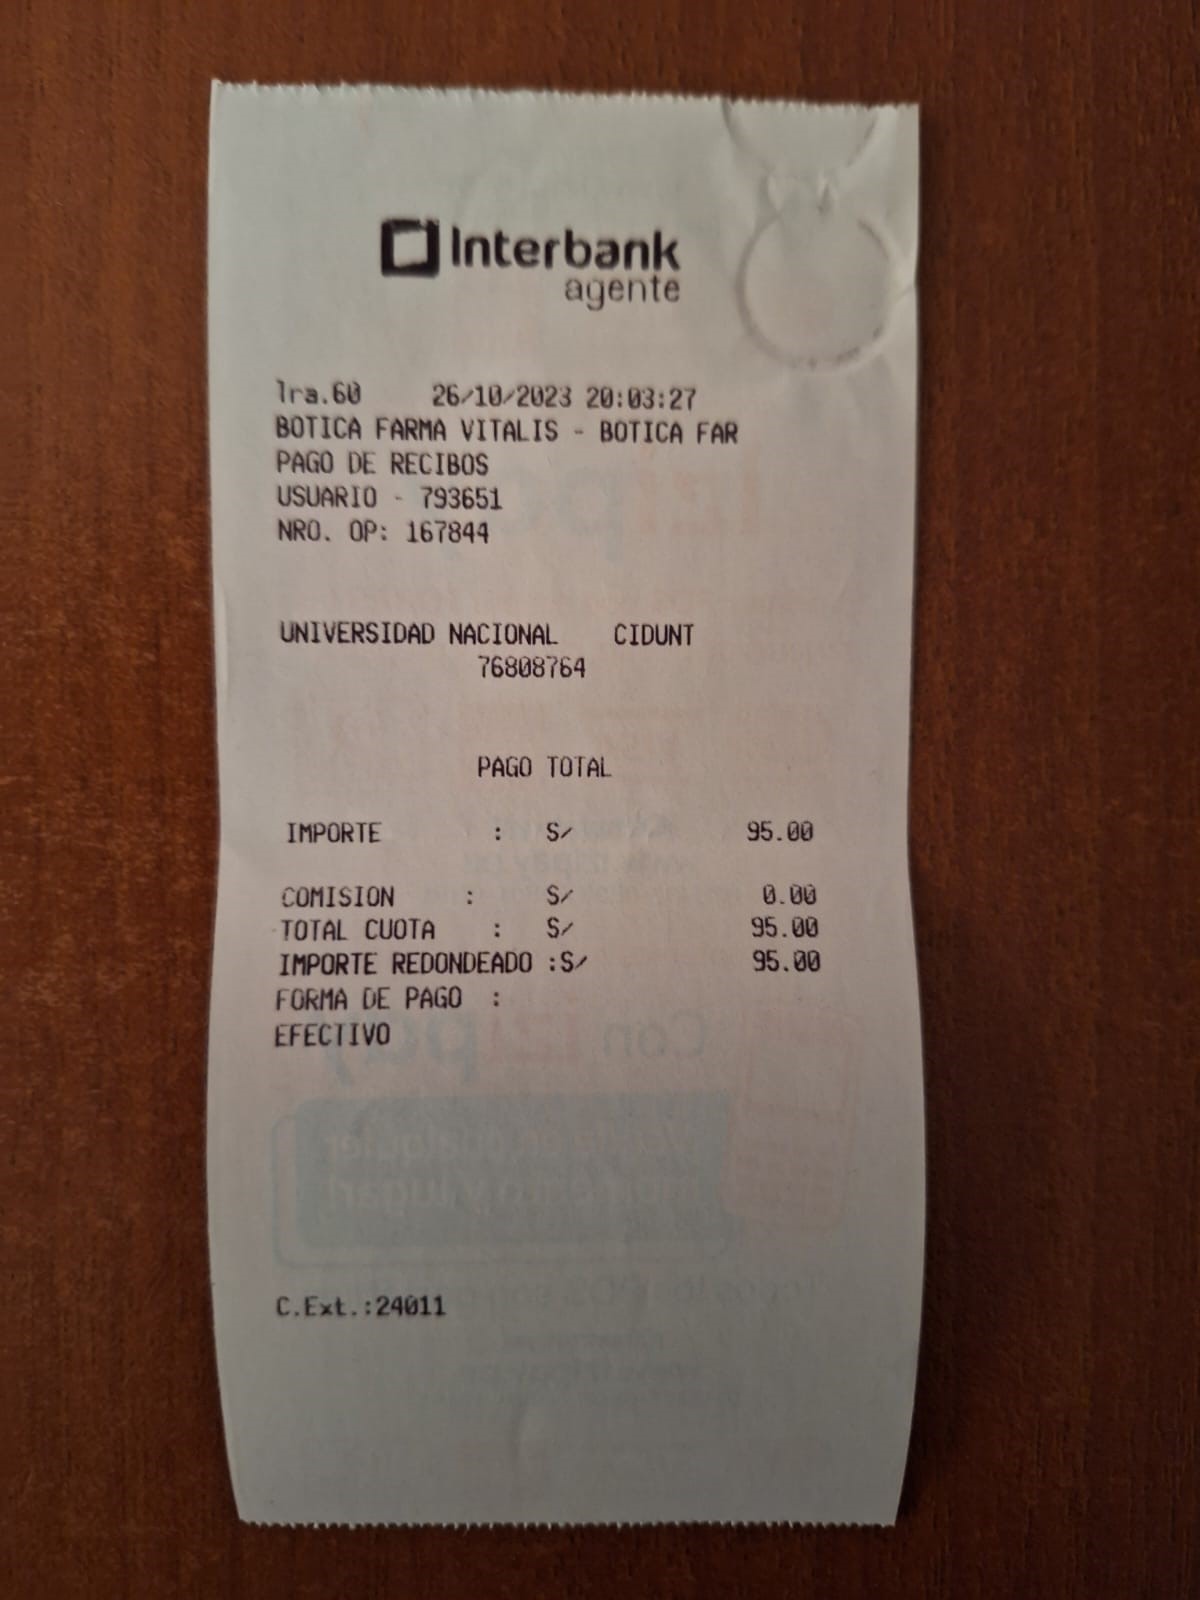 Interbank
agente
Tra.60 26/10/2023 20:03:27
BOTICA FARMA VITALIS - BOTICA FAR
PAGO DE RECIBOS
USUARIO - 793651
NRO. OP: 167844
UNIVERSIDAD NACIONAL CIDUNT
76808764
PAGO TOTAL
IMPORTE : S/ 95.00
COMISION : S/ 0.00
TOTAL CUOTA : S/ 95.00
IMPORTE REDONDEADO :S/ 95.00
FORMA DE PAGO :
EFECTIVO
C.Ext.:24011